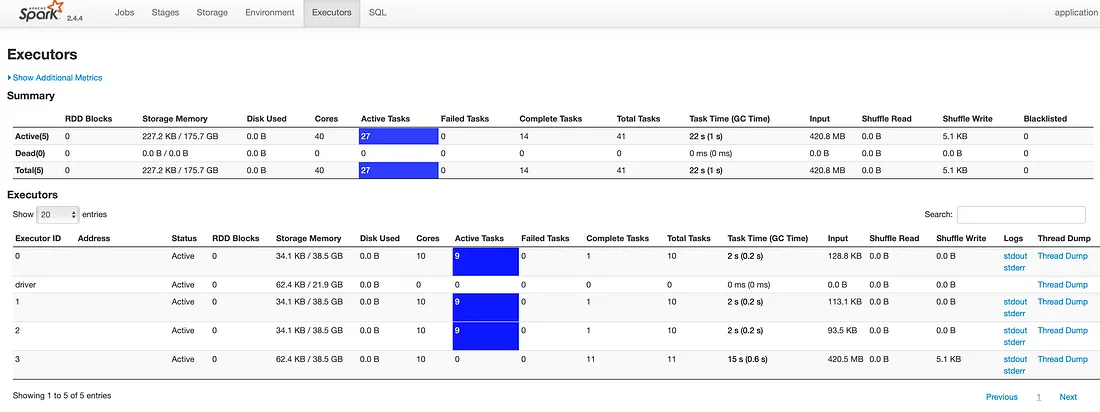 APACHE
Spark 2.4.4 Jobs Stages Storage Environment Executors SQL application
Executors
Show Additional Metrics
Summary
RDD Blocks Storage Memory Disk Used Cores Active Tasks Failed Tasks Complete Tasks Total Tasks Task Time (GC Time) Input Shuffle Read Shuffle Write Blacklisted
Active(5) 0 227.2 KB / 175.7 GB 0.0 B 40 27 0 14 41 22 s (1 s) 420.8 MB 0.0 B 5.1 KB 0
Dead(0) 0 0.0 B / 0.0 B 0.0 B 0 0 0 0 0 0 ms (0 ms) 0.0 B 0.0 B 0.0 B 0
Total(5) 0 227.2 KB / 175.7 GB 0.0 B 40 27 0 14 41 22 s (1 s) 420.8 MB 0.0 B 5.1 KB 0
Executors
Show 20 entries Search:
Executor ID Address Status RDD Blocks Storage Memory Disk Used Cores Active Tasks Failed Tasks Complete Tasks Total Tasks Task Time (GC Time) Input Shuffle Read Shuffle Write Logs Thread Dump
0 Active 0 34.1 KB / 38.5 GB 0.0 B 10 9 0 1 10 2 s (0.2 s) 128.8 KB 0.0 B 0.0 B stdout Thread Dump
stderr
driver Active 0 62.4 KB / 21.9 GB 0.0 B 0 0 0 0 0 0 ms (0 ms) 0.0 B 0.0 B 0.0 B Thread Dump
1 Active 0 34.1 KB / 38.5 GB 0.0 B 10 9 0 1 10 2 s (0.2 s) 113.1 KB 0.0 B 0.0 B stdout Thread Dump
stderr
2 Active 0 34.1 KB / 38.5 GB 0.0 B 10 9 0 1 10 2 s (0.2 s) 93.5 KB 0.0 B 0.0 B stdout Thread Dump
stderr
3 Active 0 62.4 KB / 38.5 GB 0.0 B 10 0 0 11 11 15 s (0.6 s) 420.5 MB 0.0 B 5.1 KB stdout Thread Dump
stderr
Showing 1 to 5 of 5 entries Previous 1 Next